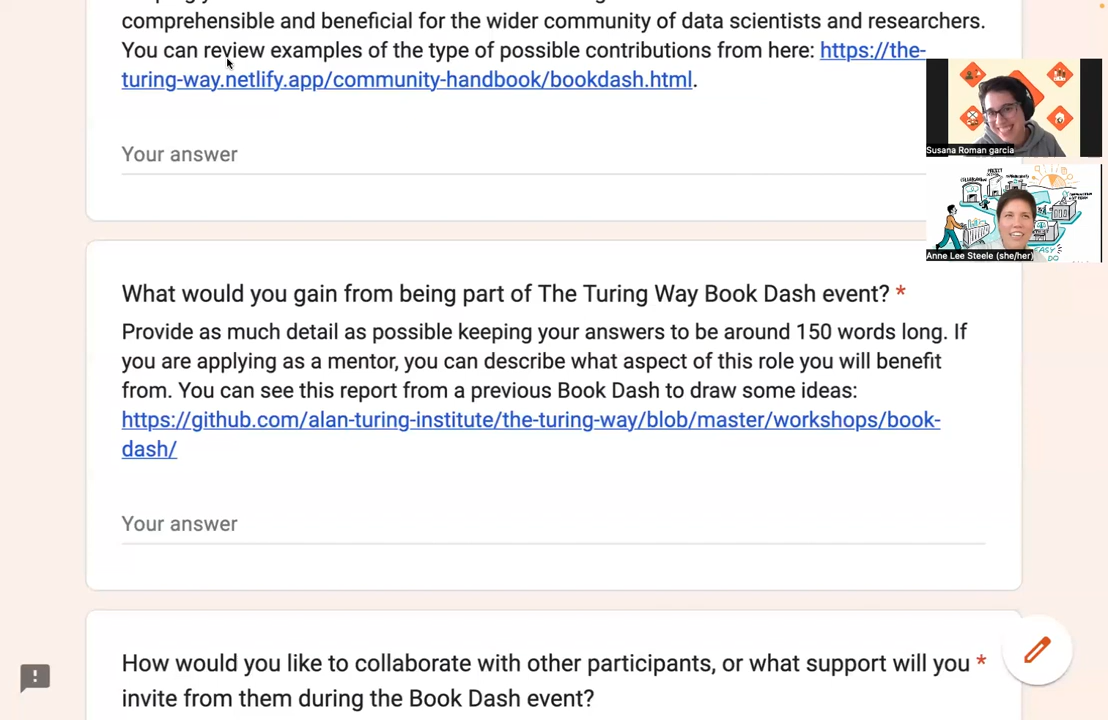 comprehensible and beneficial for the wider community of data scientists and researchers.
You can review examples of the type of possible contributions from here: https://the-
turing-way.netlify.app/community-handbook/bookdash.html.
Your answer
Susana Roman garcia
Anne Lee Steele (she/her)
EASY
DO
What would you gain from being part of The Turing Way Book Dash event? *
Provide as much detail as possible keeping your answers to be around 150 words long. If
you are applying as a mentor, you can describe what aspect of this role you will benefit
from. You can see this report from a previous Book Dash to draw some ideas:
https://github.com/alan-turing-institute/the-turing-way/blob/master/workshops/book-
dash/
Your answer
How would you like to collaborate with other participants, or what support will you *
invite from them during the Book Dash event?